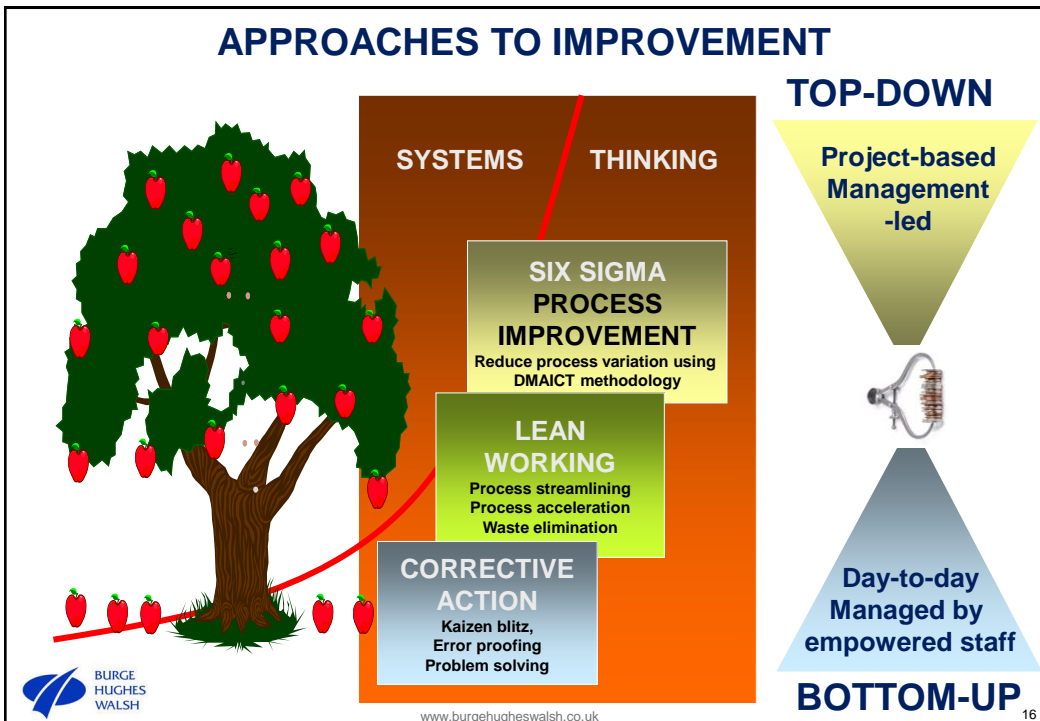 APPROACHES TO IMPROVEMENT
TOP-DOWN
Project-based
Management
-led
SYSTEMS THINKING
SIX SIGMA
PROCESS
IMPROVEMENT
Reduce process variation using
DMAICT methodology
LEAN
WORKING
Process streamlining
Process acceleration
Waste elimination
CORRECTIVE
ACTION
Kaizen blitz,
Error proofing
Problem solving
Day-to-day
Managed by
empowered staff
BOTTOM-UP
BURGE
HUGHES
WALSH
www.burgehugheswalsh.co.uk
16